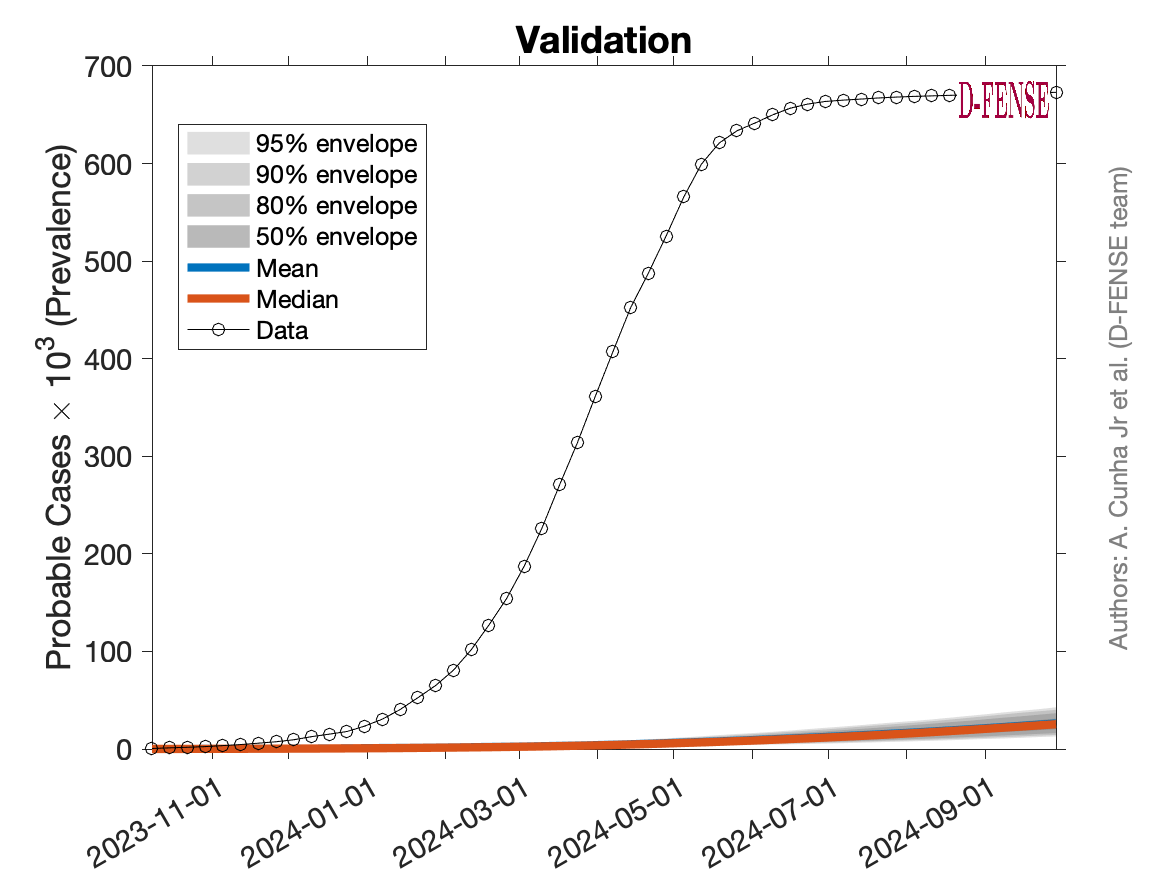 Validation
700
600
500
400
300
200
100
0
Probable Cases × 10³ (Prevalence)
95% envelope
90% envelope
80% envelope
50% envelope
Mean
Median
Data
D-FENSE
2023-11-01
2024-01-01
2024-03-01
2024-05-01
2024-07-01
2024-09-01
Authors: A. Cunha Jr et al. (D-FENSE team)